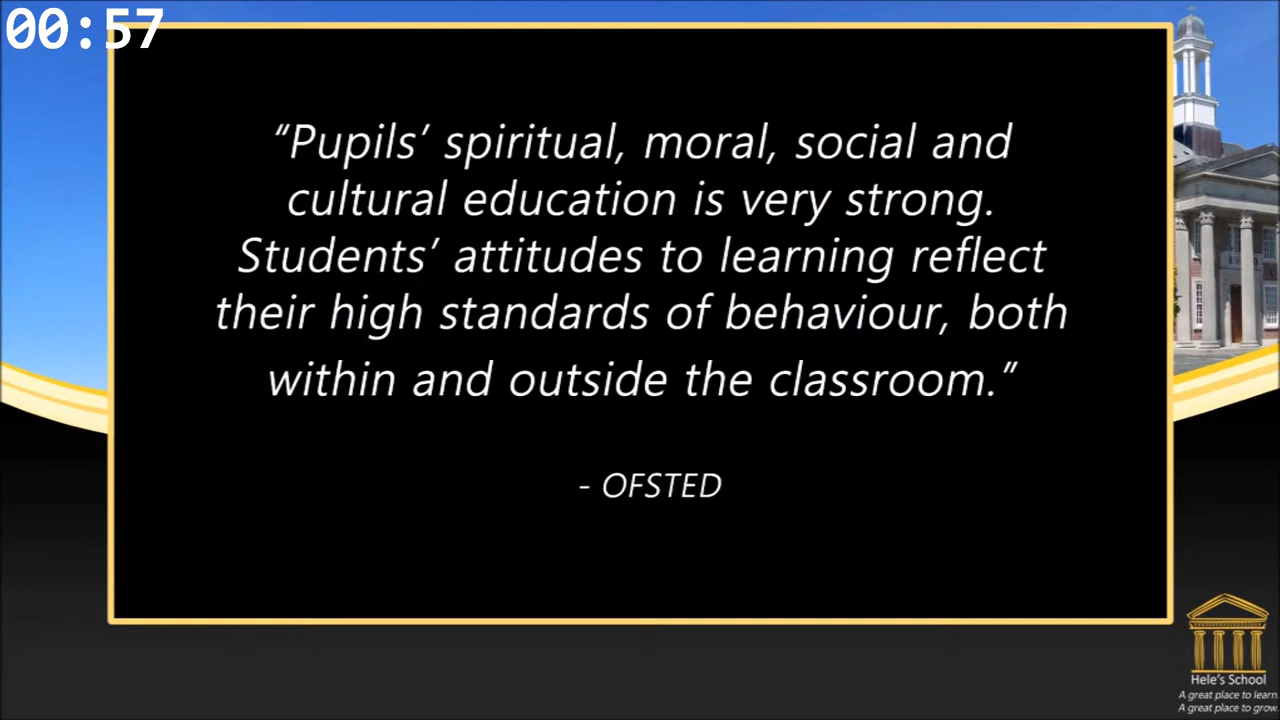 00:57
“Pupils’ spiritual, moral, social and
cultural education is very strong.
Students’ attitudes to learning reflect
their high standards of behaviour, both
within and outside the classroom.”
- OFSTED
Hele's School
A great place to learn.
A great place to grow.